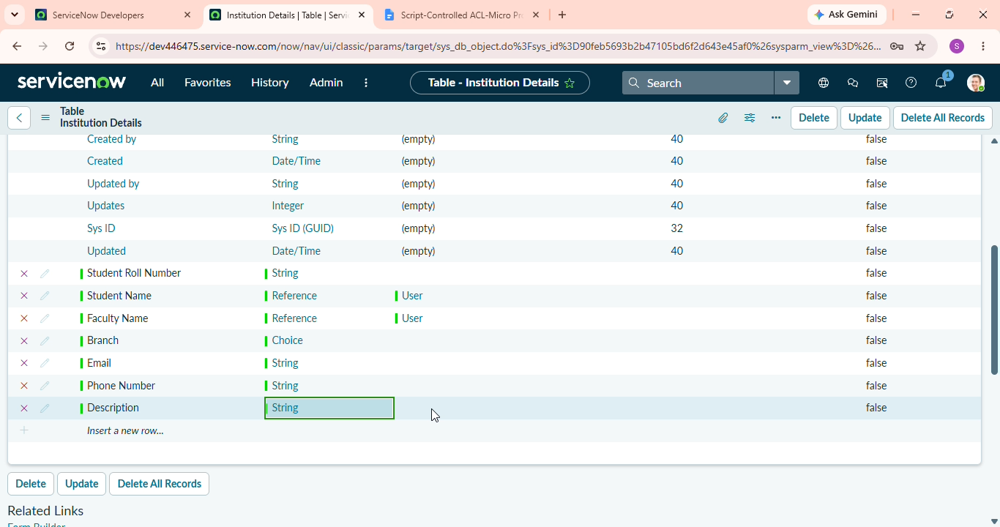 ServiceNow Developers
Institution Details | Table | Servi
Script-Controlled ACL-Micro Pr
Ask Gemini
https://dev446475.service-now.com/now/nav/ui/classic/params/target/sys_db_object.do%3Fsys_id%3D90feb5693b2b47105bd6f2d643e45af0%26sysparm_view%3D%26...
S
servicenow All Favorites History Admin Table - Institution Details Search 1
Table
Institution Details
Delete Update Delete All Records
Created by String (empty) 40 false
Created Date/Time (empty) 40 false
Updated by String (empty) 40 false
Updates Integer (empty) 40 false
Sys ID Sys ID (GUID) (empty) 32 false
Updated Date/Time (empty) 40 false
Student Roll Number String false
Student Name Reference User false
Faculty Name Reference User false
Branch Choice false
Email String false
Phone Number String false
Description String false
Insert a new row...
Delete Update Delete All Records
Related Links
Form Builder